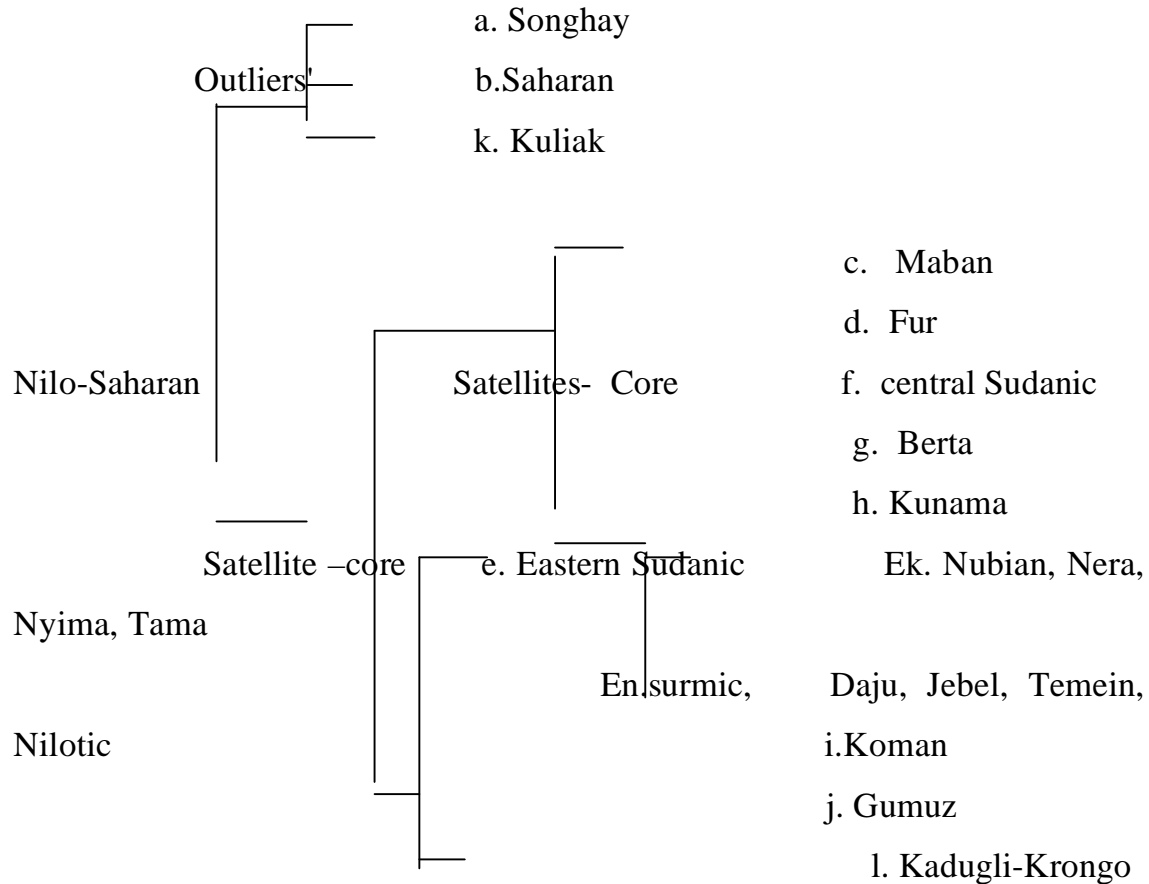 a. Songhay
Outliers' b.Saharan
k. Kuliak
c. Maban
d. Fur
Nilo-Saharan Satellites- Core f. central Sudanic
g. Berta
h. Kunama
Satellite –core e. Eastern Sudanic Ek. Nubian, Nera,
Nyima, Tama
En.surmic, Daju, Jebel, Temein,
Nilotic i.Koman
j. Gumuz
l. Kadugli-Krongo